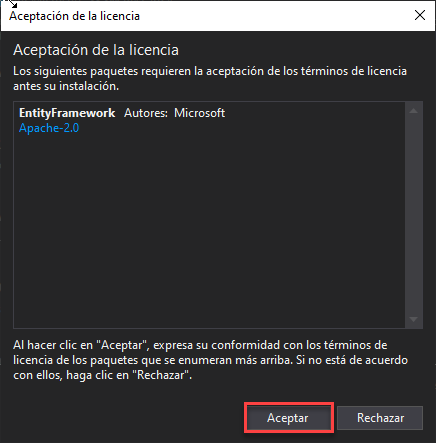 Aceptación de la licencia
Aceptación de la licencia
Los siguientes paquetes requieren la aceptación de los términos de licencia
antes su instalación.
EntityFramework Autores: Microsoft
Apache-2.0
Al hacer clic en "Aceptar", expresa su conformidad con los términos de
licencia de los paquetes que se enumeran más arriba. Si no está de acuerdo
con ellos, haga clic en "Rechazar".
Aceptar Rechazar